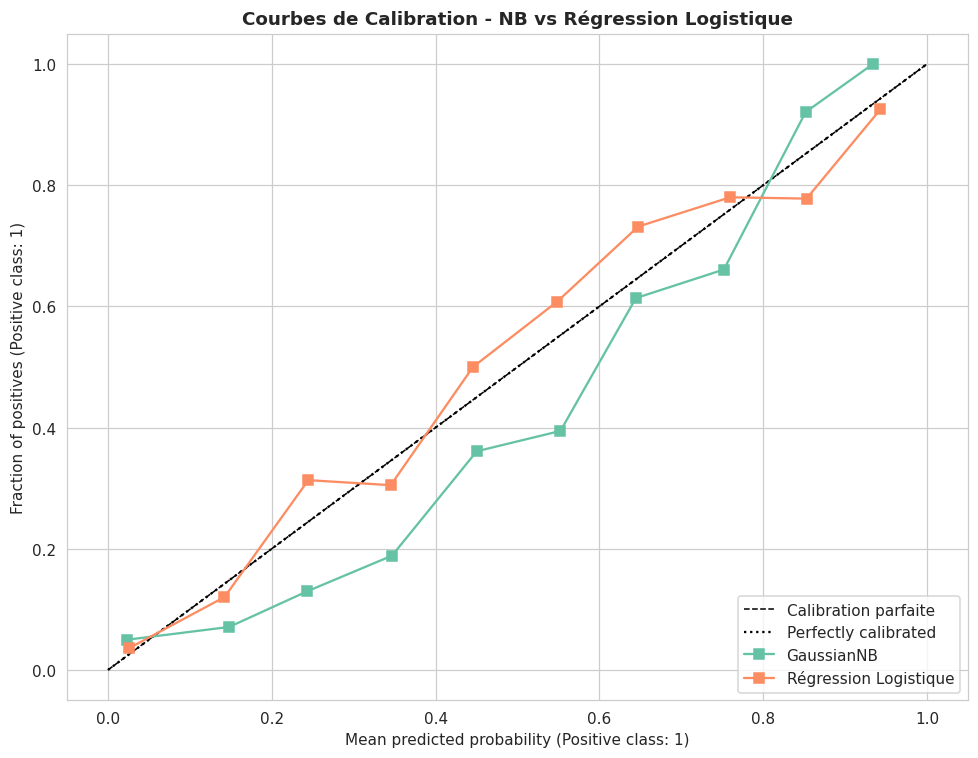 Courbes de Calibration - NB vs Régression Logistique
Fraction of positives (Positive class: 1)
1.0
0.8
0.6
0.4
0.2
0.0
0.0 0.2 0.4 0.6 0.8 1.0
Mean predicted probability (Positive class: 1)
Calibration parfaite
Perfectly calibrated
GaussianNB
Régression Logistique